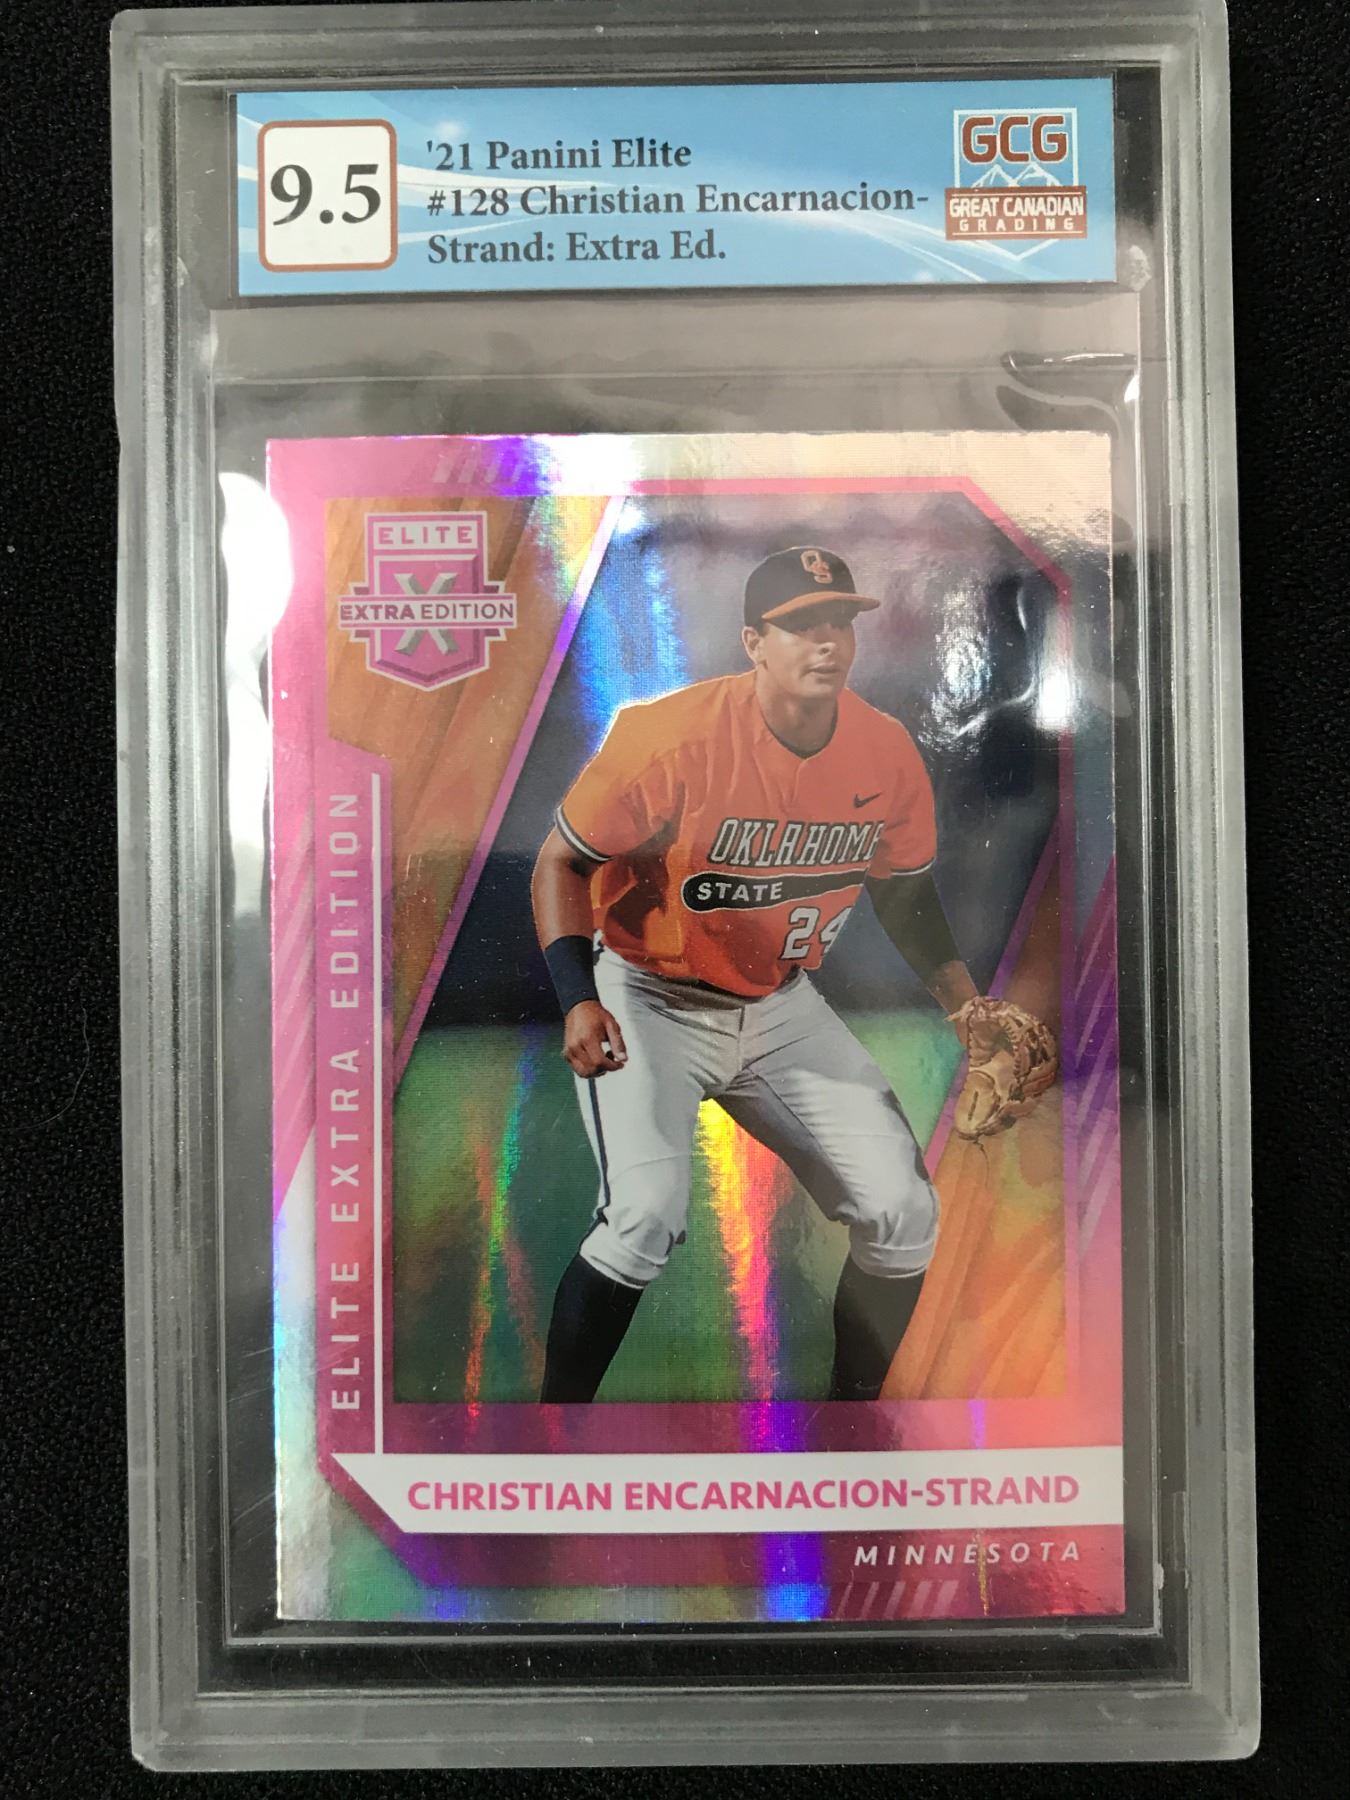 9.5
'21 Panini Elite
#128 Christian Encarnacion-
Strand: Extra Ed.
GCG
GREAT CANADIAN
GRADING
ELITE
X
EXTRA EDITION
OS
OKLAHOMA
STATE
24
ELITE EXTRA EDITION
CHRISTIAN ENCARNACION-STRAND
MINNESOTA